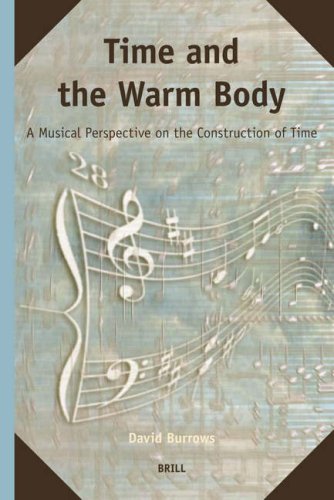 Time and
the Warm Body
A Musical Perspective on the Construction of Time
28
David Burrows
BRILL